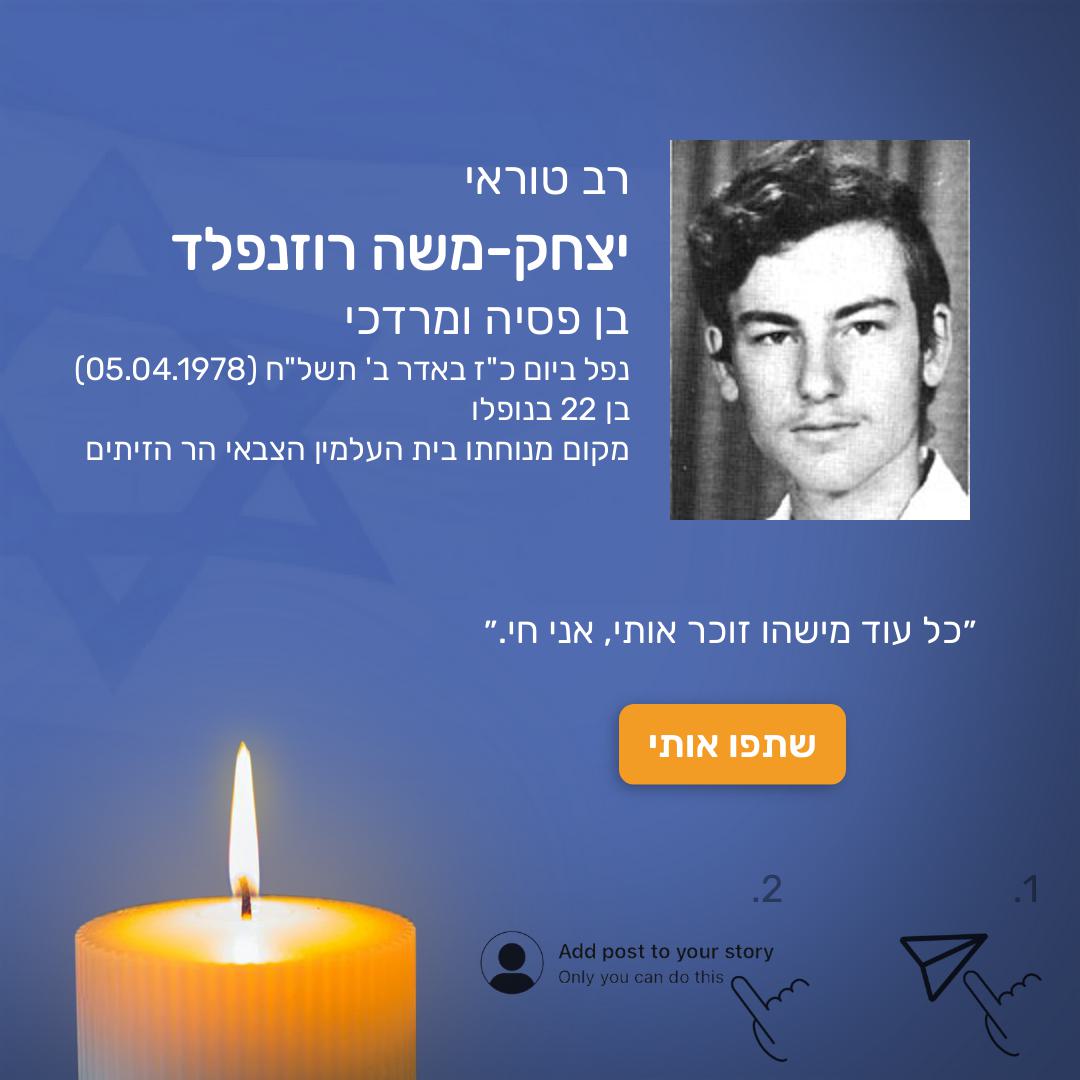 רב טוראי
יצחק-משה רוזנפלד
בן פסיה ומרדכי
נפל ביום כ"ז באדר ב' תשל"ח (05.04.1978)
בן 22 בנופלו
מקום מנוחתו בית העלמין הצבאי הר הזיתים
״כל עוד מישהו זוכר אותי, אני חי.״
שתפו אותי
1.
2.
Add post to your story
Only you can do this